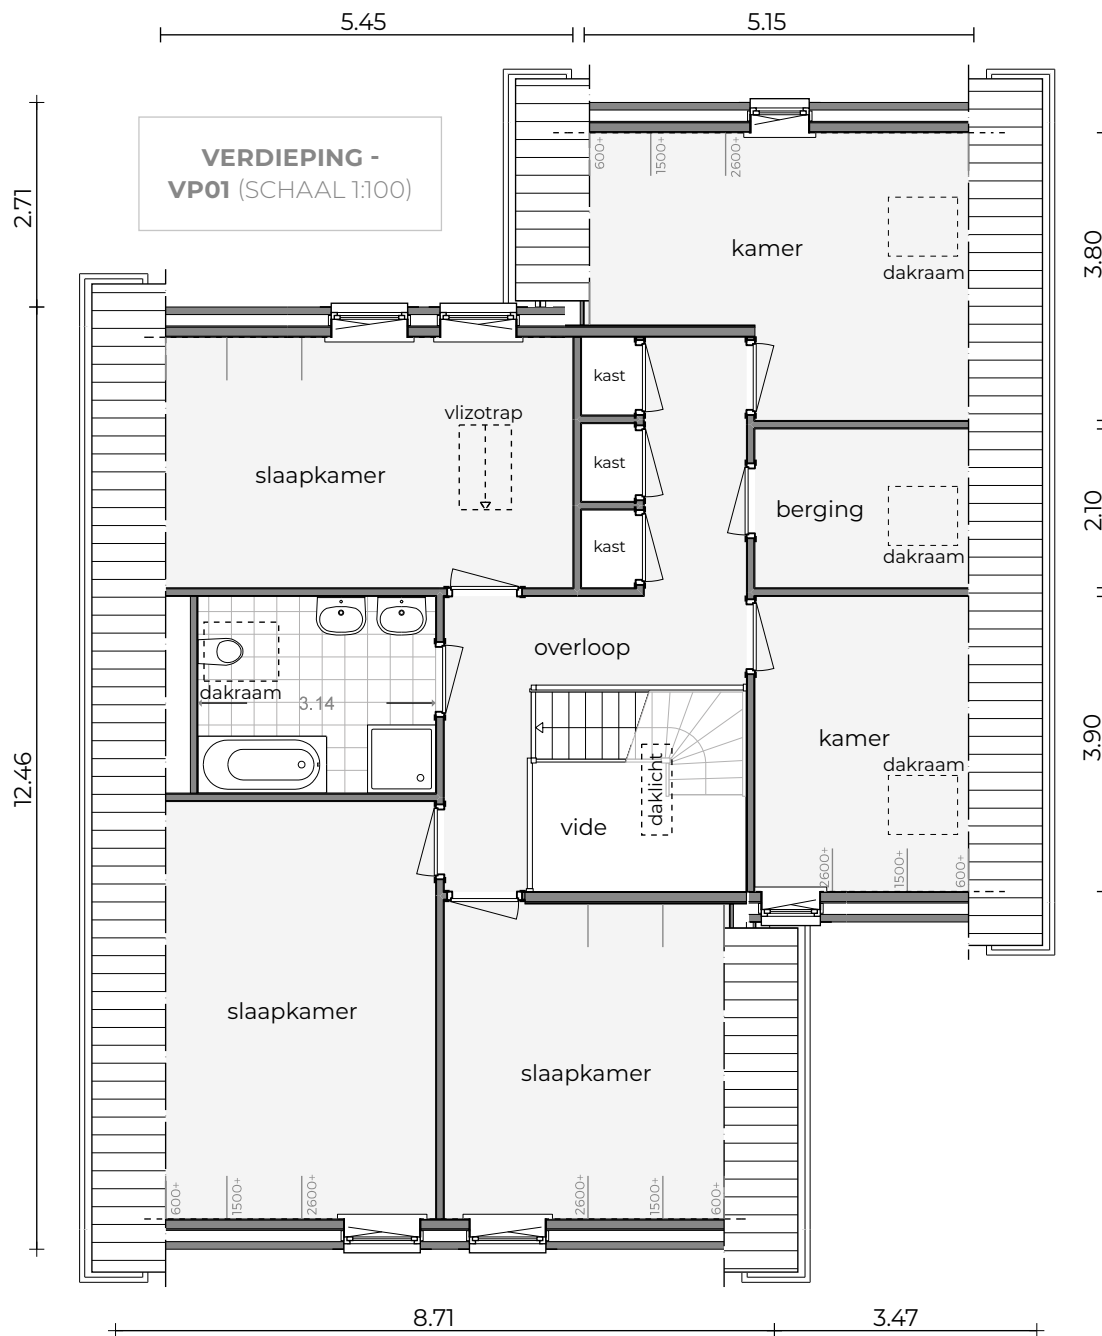 5.45
5.15
VERDIEPING -
VP01 (SCHAAL 1:100)
600+
1500+
2600+
2.71
kamer
3.80
dakraam
kast
vlizotrap
kast
slaapkamer
berging
2.10
kast
dakraam
overloop
dakraam
3.14
kamer
3.90
daklicht
dakraam
12.46
vide
2600+
1500+
600+
slaapkamer
slaapkamer
600+
1500+
2600+
2600+
1500+
600+
8.71
3.47